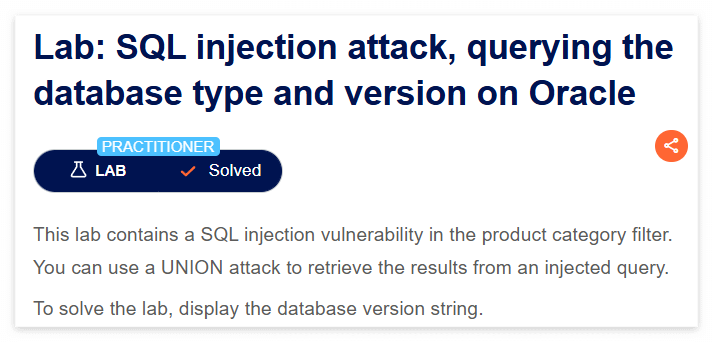 Lab: SQL injection attack, querying the
database type and version on Oracle
PRACTITIONER
LAB Solved
This lab contains a SQL injection vulnerability in the product category filter.
You can use a UNION attack to retrieve the results from an injected query.
To solve the lab, display the database version string.